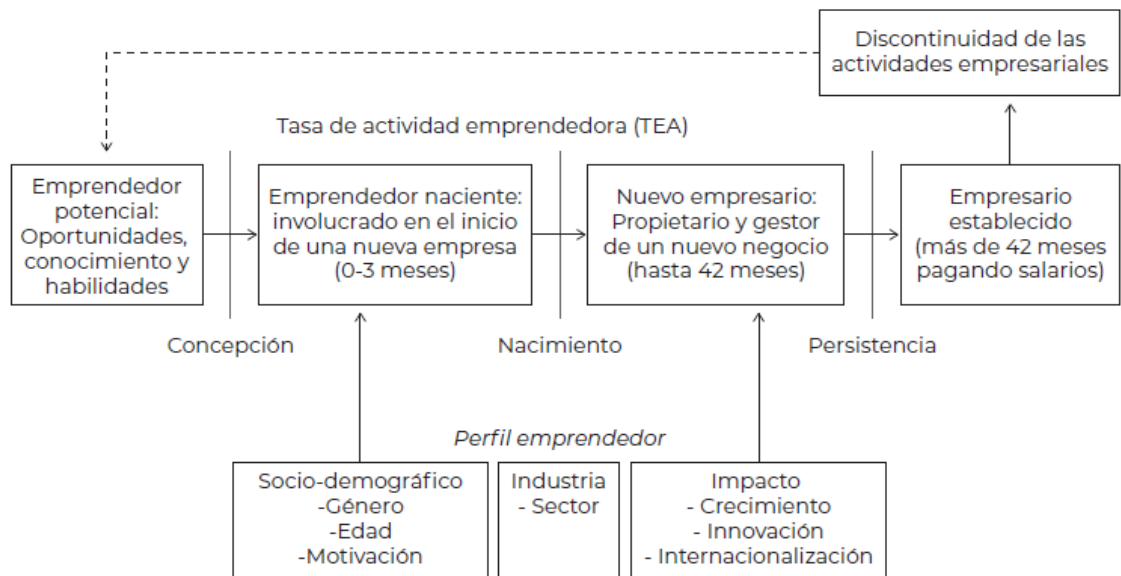 Discontinuidad de las
actividades empresariales
Tasa de actividad emprendedora (TEA)
Emprendedor
potencial:
Oportunidades,
conocimiento y
habilidades
Emprendedor naciente:
involucrado en el inicio
de una nueva empresa
(0-3 meses)
Nuevo empresario:
Propietario y gestor
de un nuevo negocio
(hasta 42 meses)
Empresario
establecido
(más de 42 meses
pagando salarios)
Concepción
Nacimiento
Persistencia
Perfil emprendedor
Socio-demográfico
-Género
-Edad
-Motivación
Industria
- Sector
Impacto
- Crecimiento
- Innovación
- Internacionalización